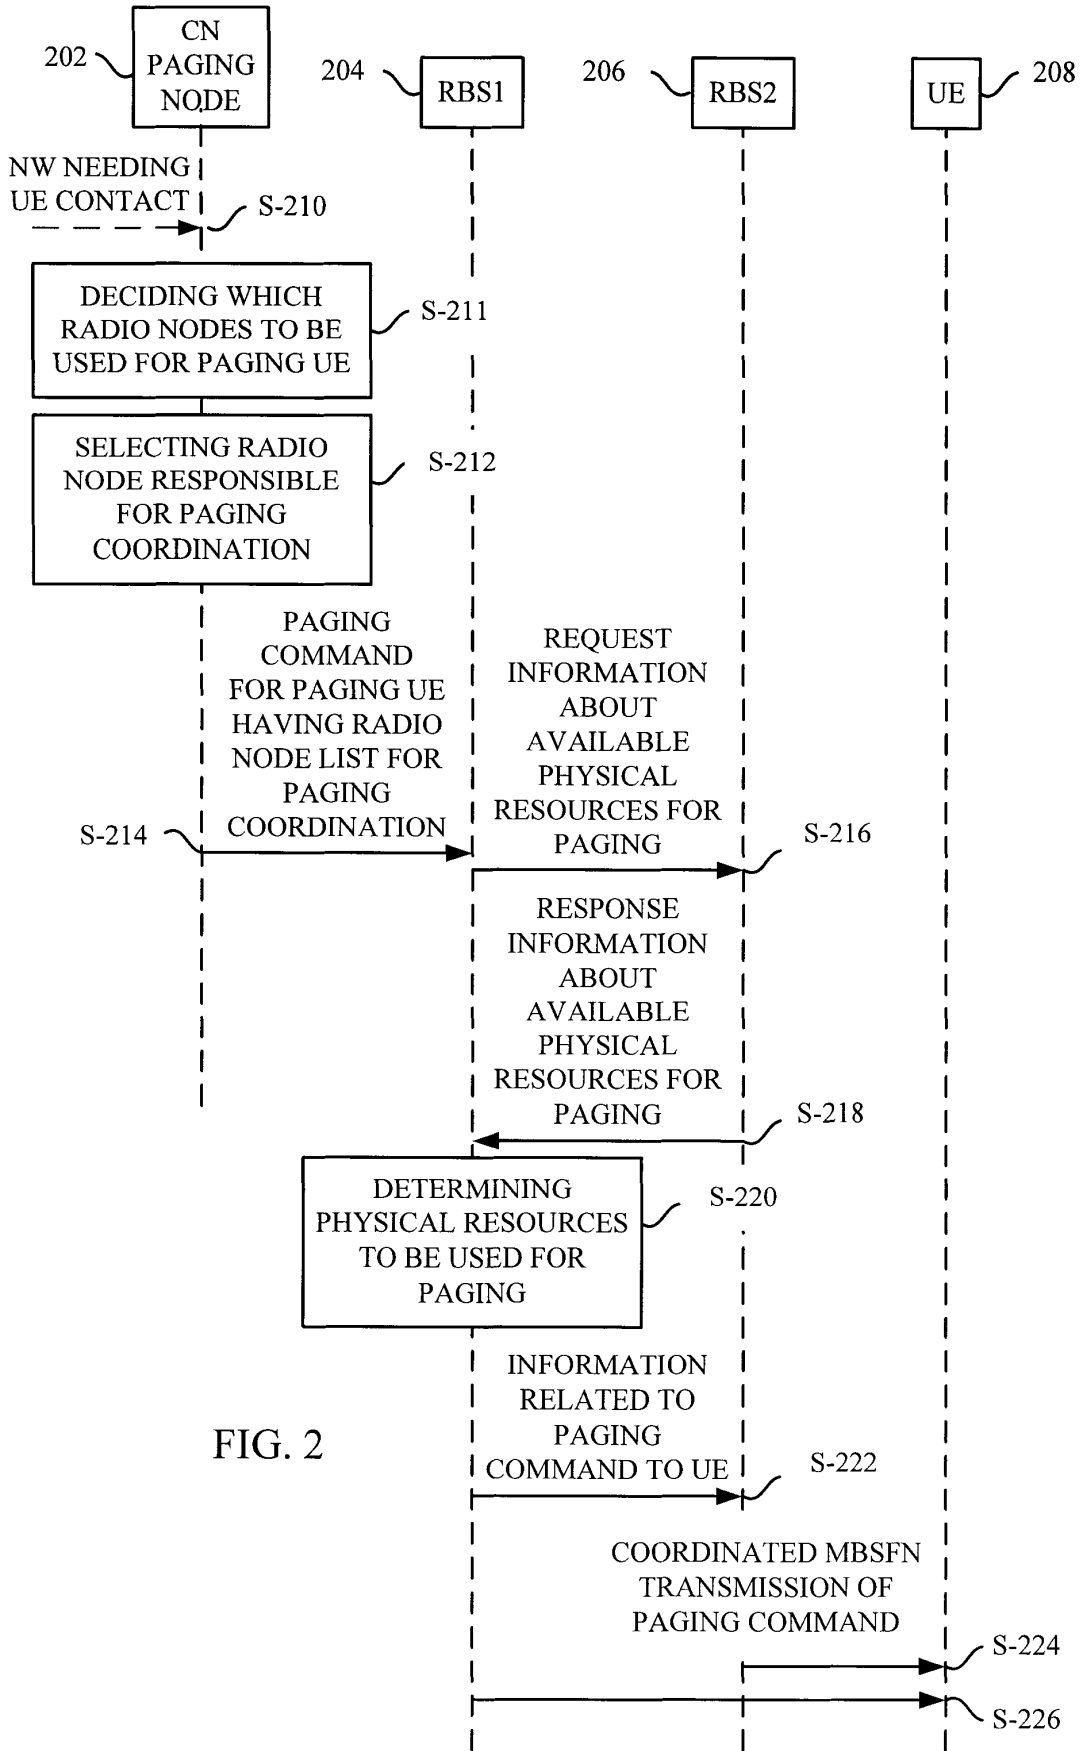 CN
PAGING
NODE
202
204
RBS1
206
RBS2
UE
208
NW NEEDING
UE CONTACT
S-210
DECIDING WHICH
RADIO NODES TO BE
USED FOR PAGING UE
S-211
SELECTING RADIO
NODE RESPONSIBLE
FOR PAGING
COORDINATION
S-212
PAGING
COMMAND
FOR PAGING UE
HAVING RADIO
NODE LIST FOR
PAGING
COORDINATION
S-214
REQUEST
INFORMATION
ABOUT
AVAILABLE
PHYSICAL
RESOURCES FOR
PAGING
S-216
RESPONSE
INFORMATION
ABOUT
AVAILABLE
PHYSICAL
RESOURCES FOR
PAGING
S-218
DETERMINING
PHYSICAL RESOURCES
TO BE USED FOR
PAGING
S-220
INFORMATION
RELATED TO
PAGING
COMMAND TO UE
S-222
FIG. 2
COORDINATED MBSFN
TRANSMISSION OF
PAGING COMMAND
S-224
S-226